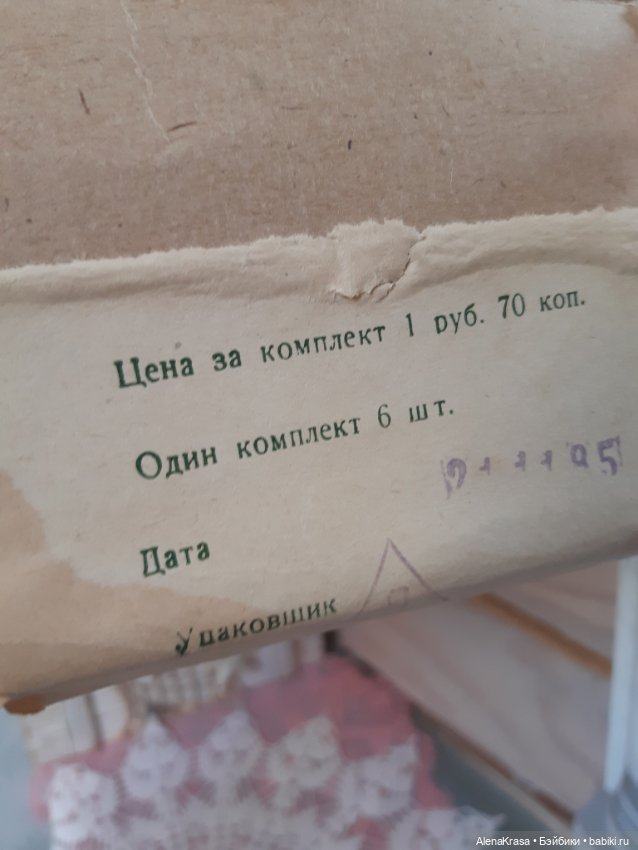 Цена за комплект 1 руб. 70 коп.
Один комплект 6 шт.
Дата
Упаковщик
AlenaKrasa • Бэйбики • babiki.ru